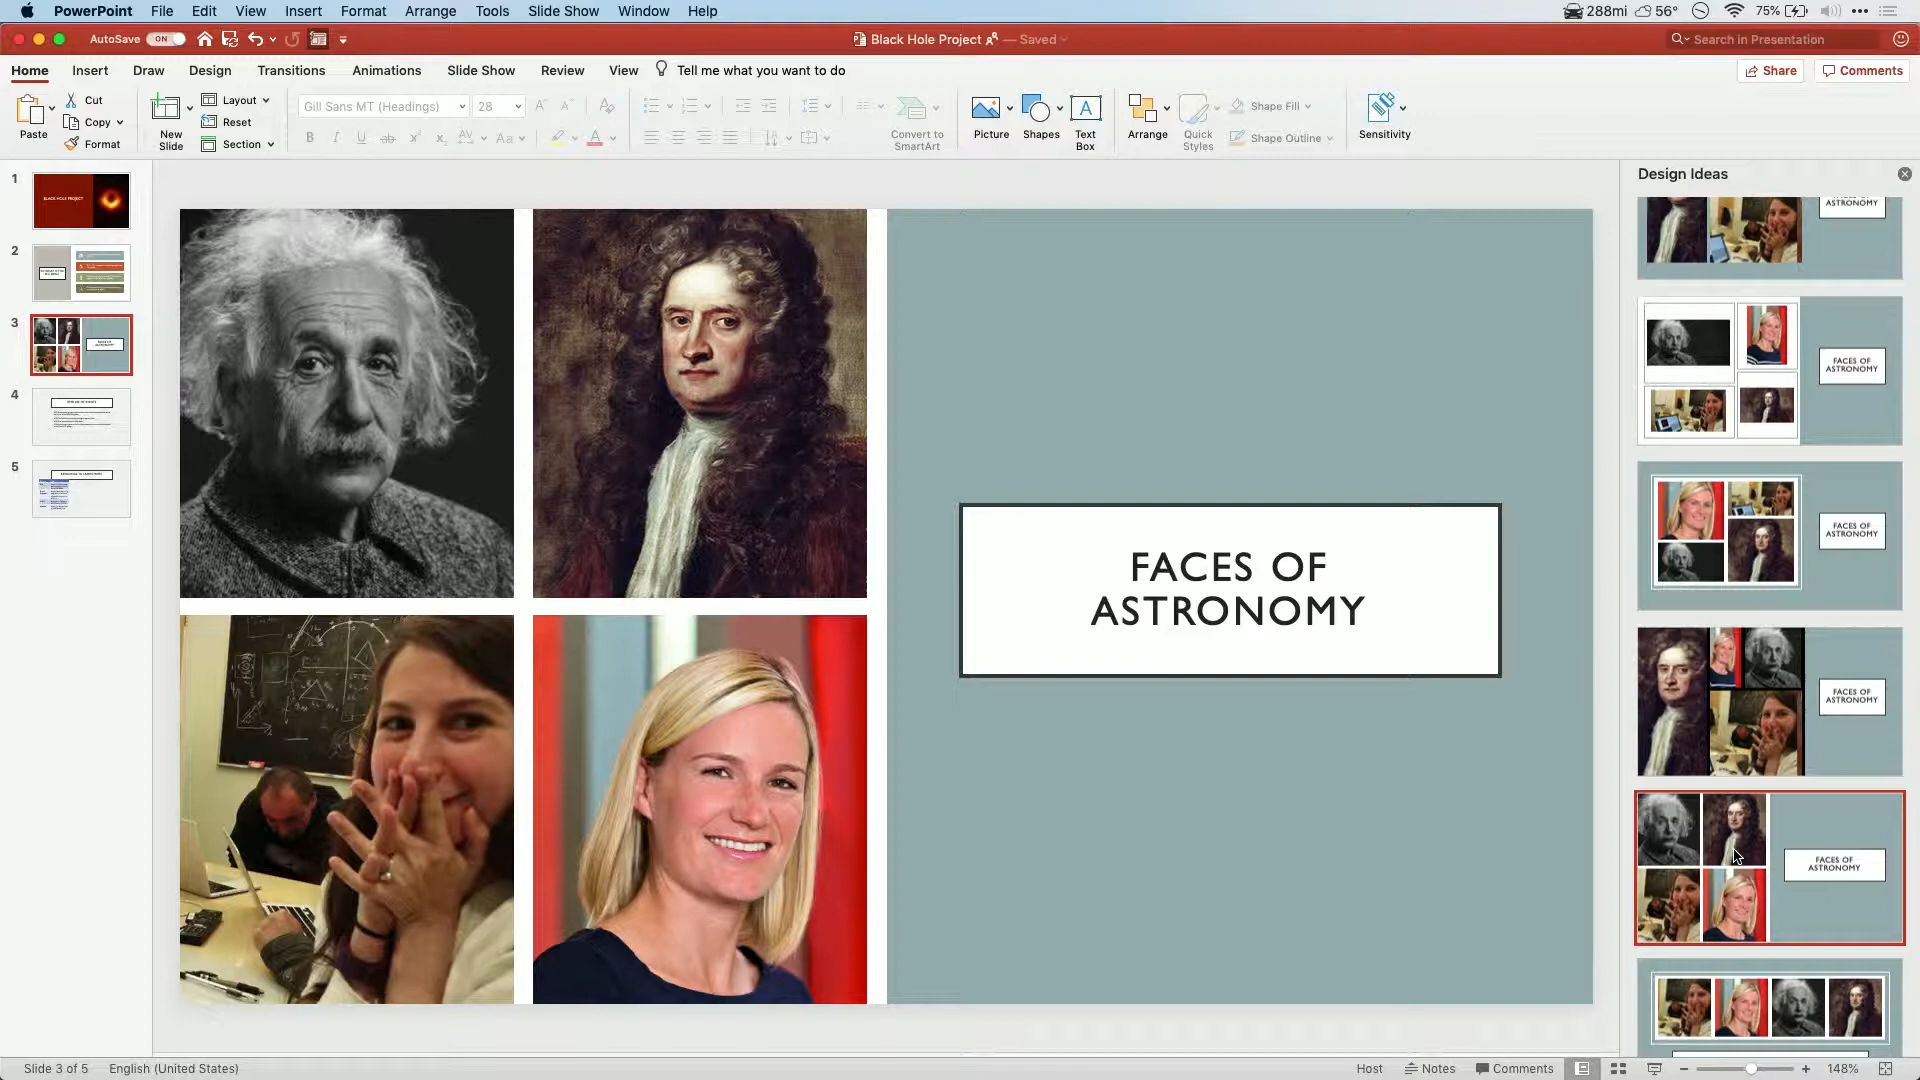 PowerPoint File Edit View Insert Format Arrange Tools Slide Show Window Help 288mi 56° 75%
AutoSave ON Black Hole Project — Saved Search in Presentation
Home Insert Draw Design Transitions Animations Slide Show Review View Tell me what you want to do Share Comments
Paste Cut Copy Format
New Slide Layout Reset Section
Gill Sans MT (Headings) 28
Convert to SmartArt
Picture Shapes Text Box Arrange Quick Styles Shape Fill Shape Outline Sensitivity
Design Ideas
1
BLACK HOLE PROJECT
2
3
4
5
FACES OF
ASTRONOMY
ASTRONOMY
FACES OF
ASTRONOMY
FACES OF
ASTRONOMY
FACES OF
ASTRONOMY
FACES OF
ASTRONOMY
Slide 3 of 5 English (United States) Host Notes Comments 148%